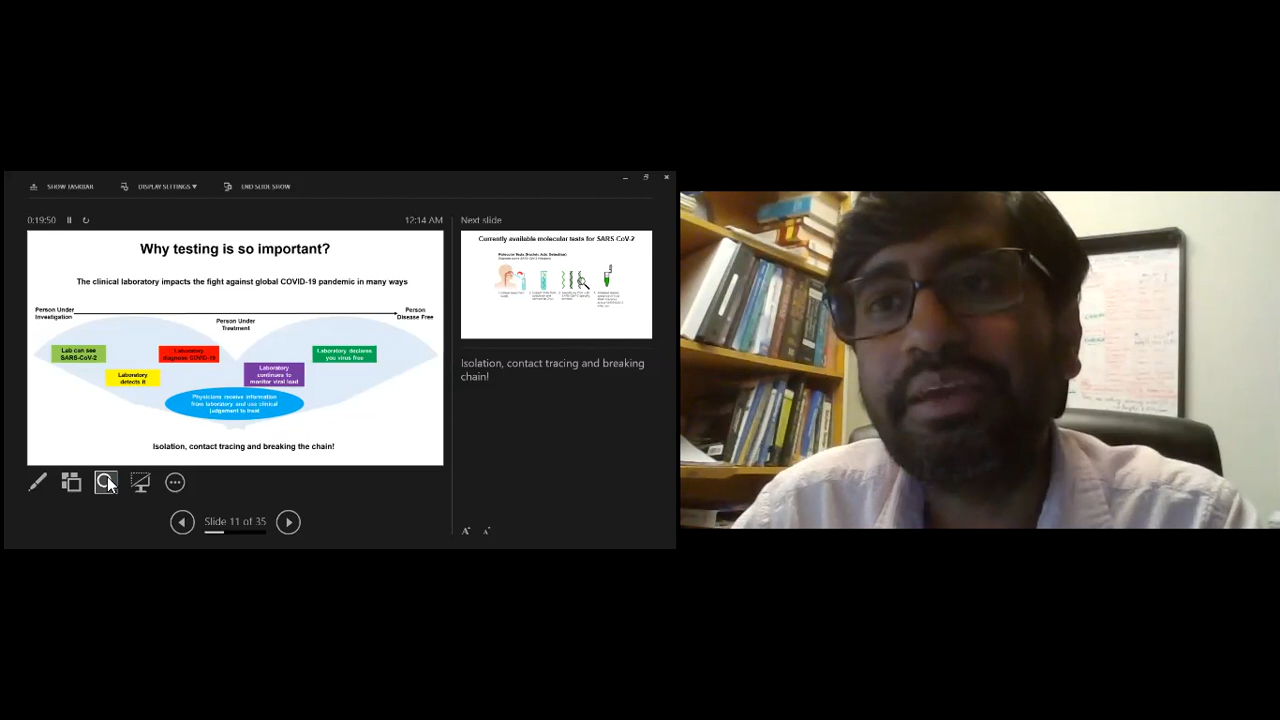 SHOW TASKBAR
DISPLAY SETTINGS ▼
END SLIDE SHOW
0:19:50
12:14 AM
Why testing is so important?
The clinical laboratory impacts the fight against global COVID-19 pandemic in many ways
Person Under
Investigation
Person Under
Treatment
Person
Disease Free
Lab can see
SARS-CoV-2
Laboratory
detects it
Laboratory
diagnose COVID-19
Laboratory
continues to
monitor viral load
Laboratory declares
you virus free
Physicians receive information
from laboratory and use clinical
judgement to treat
Isolation, contact tracing and breaking the chain!
Slide 11 of 35
Next slide
Currently available molecular tests for SARS CoV-2
Molecular Tests (Nucleic Acid Detection)
Isolation, contact tracing and breaking
chain!